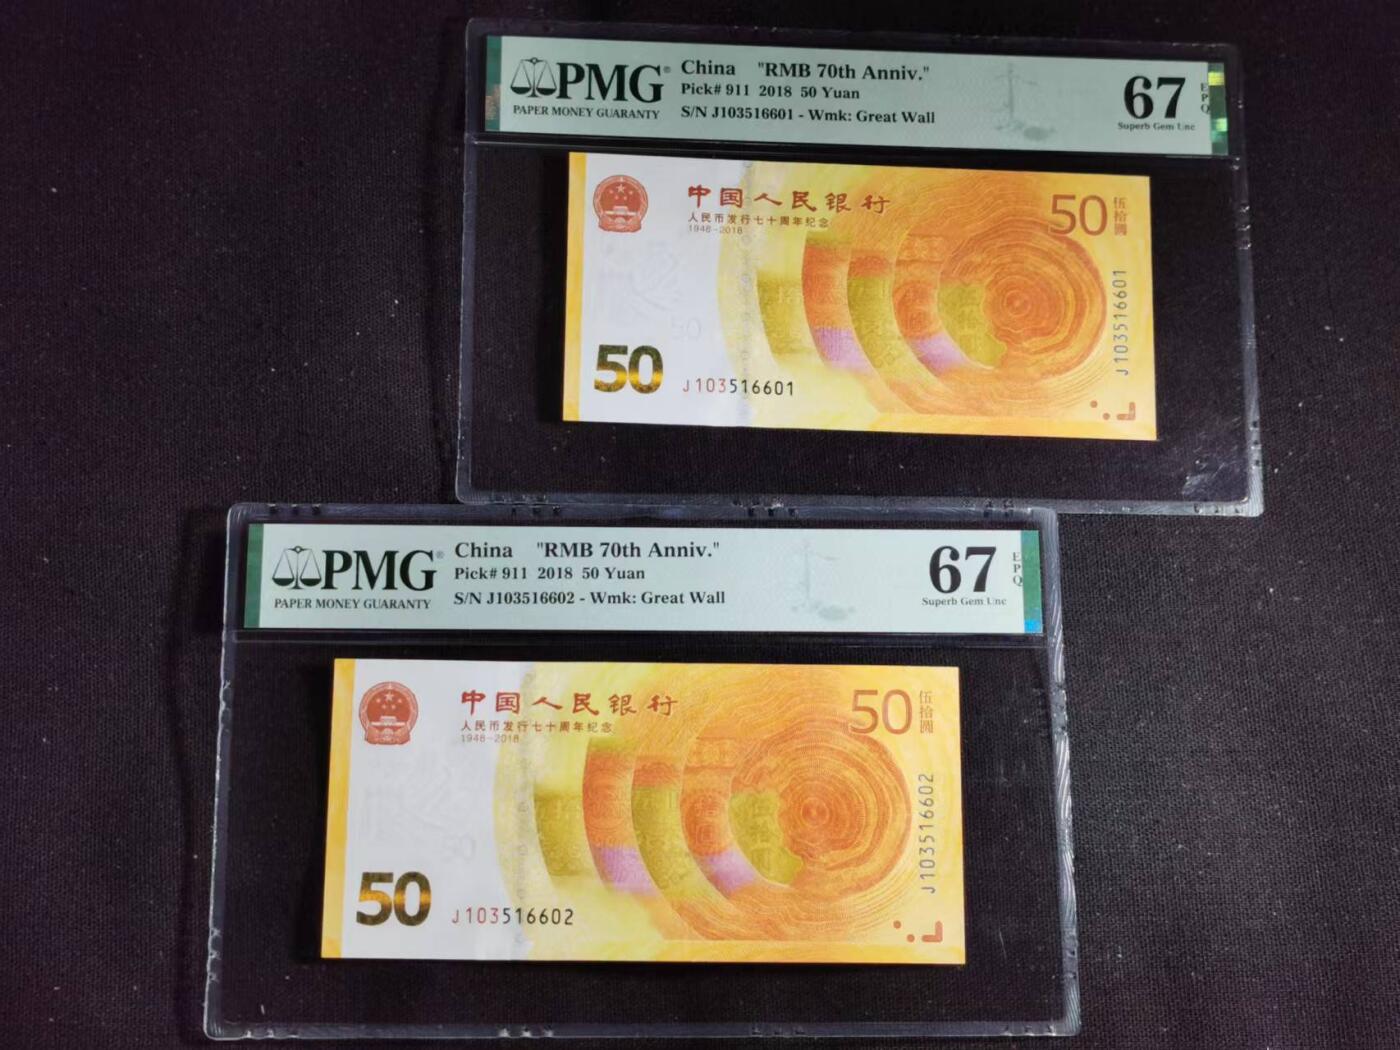 PMG®
PAPER MONEY GUARANTY
China "RMB 70th Anniv."
Pick# 911 2018 50 Yuan
S/N J103516601 - Wmk: Great Wall
67
EPQ
Superb Gem Unc
中国人民银行
人民币发行七十周年纪念
1948-2018
50
伍拾圆
J103516601
50
50
J103516601
PMG®
PAPER MONEY GUARANTY
China "RMB 70th Anniv."
Pick# 911 2018 50 Yuan
S/N J103516602 - Wmk: Great Wall
67
EPQ
Superb Gem Unc
中国人民银行
人民币发行七十周年纪念
1948-2018
50
伍拾圆
J103516602
50
50
J103516602